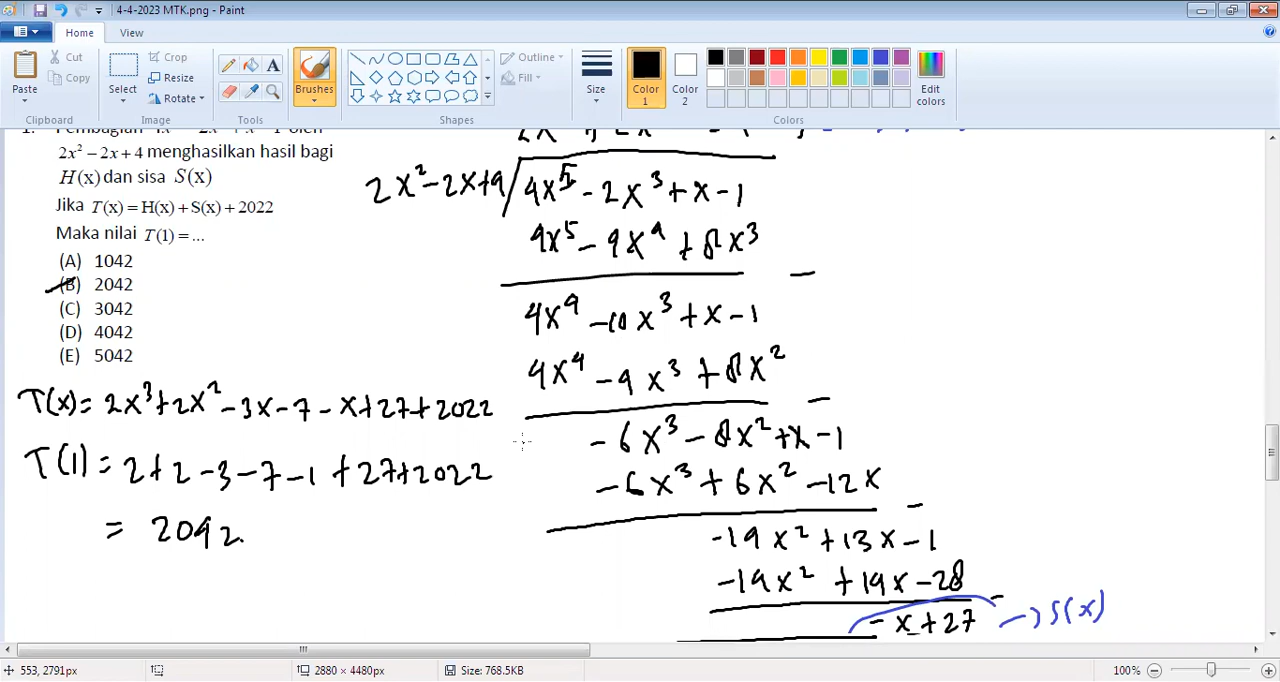 4-4-2023 MTK.png - Paint
Home View
Paste
Cut
Copy
Clipboard
Select
Crop
Resize
Rotate
Image
Tools
Brushes
Outline
Fill
Shapes
Size
Color 1
Color 2
Edit colors
Colors
2x² − 2x + 4 menghasilkan hasil bagi
H(x) dan sisa S(x)
Jika T(x) = H(x) + S(x) + 2022
Maka nilai T(1) = ...
(A) 1042
(B) 2042
(C) 3042
(D) 4042
(E) 5042
T(x) = 2x³ + 2x² - 3x - 7 - x + 27 + 2022
T(1) = 2 + 2 - 3 - 7 - 1 + 27 + 2022
= 2042
2x² - 2x + 4
4x⁵ - 2x³ + x - 1
4x⁵ - 4x⁴ + 8x³
4x⁴ - 10x³ + x - 1
4x⁴ - 4x³ + 8x²
-6x³ - 8x² + x - 1
-6x³ + 6x² - 12x
-14x² + 13x - 1
-14x² + 14x - 28
-x + 27 → S(x)
553, 2791px
2880 × 4480px
Size: 768.5KB
100%